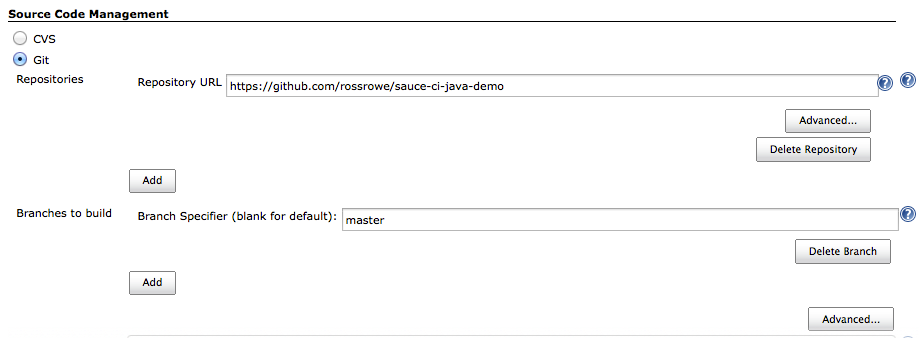 Source Code Management
CVS
Git
Repositories
Repository URL https://github.com/rossrowe/sauce-ci-java-demo
Advanced...
Delete Repository
Add
Branches to build
Branch Specifier (blank for default): master
Delete Branch
Add
Advanced...